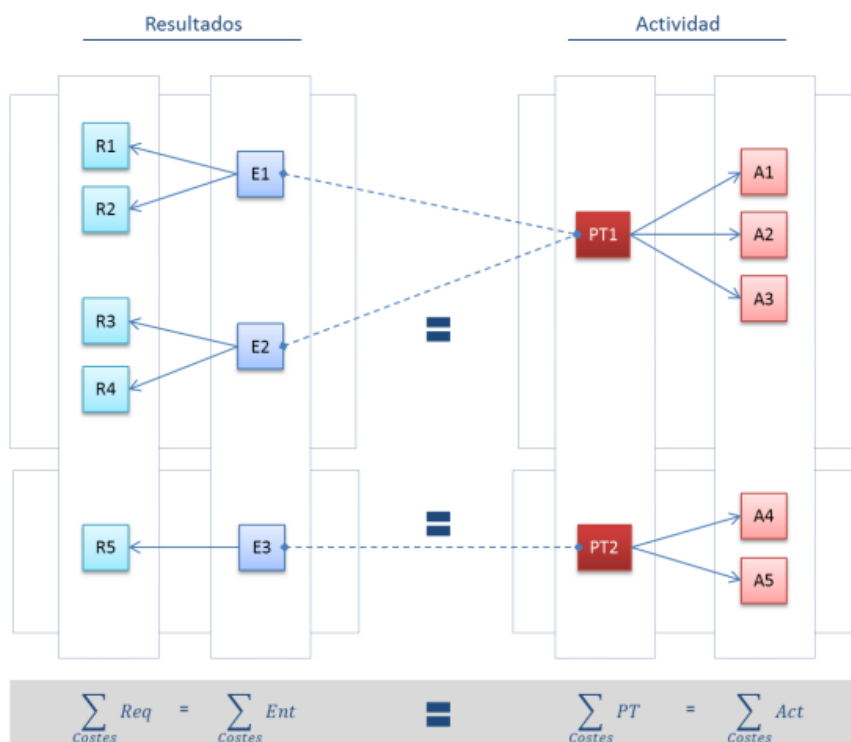 Resultados
Actividad
R1
E1
A1
R2
PT1
A2
A3
R3
E2
=
R4
R5
E3
=
PT2
A4
A5
∑ Req = ∑ Ent = ∑ PT = ∑ Act
Costes Costes Costes Costes